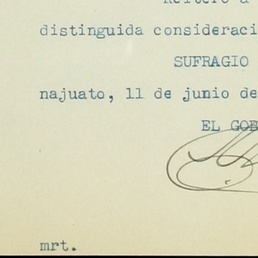 distinguida consideraci
SUFRAGIO
najuato, 11 de junio de
EL GOB
mrt.